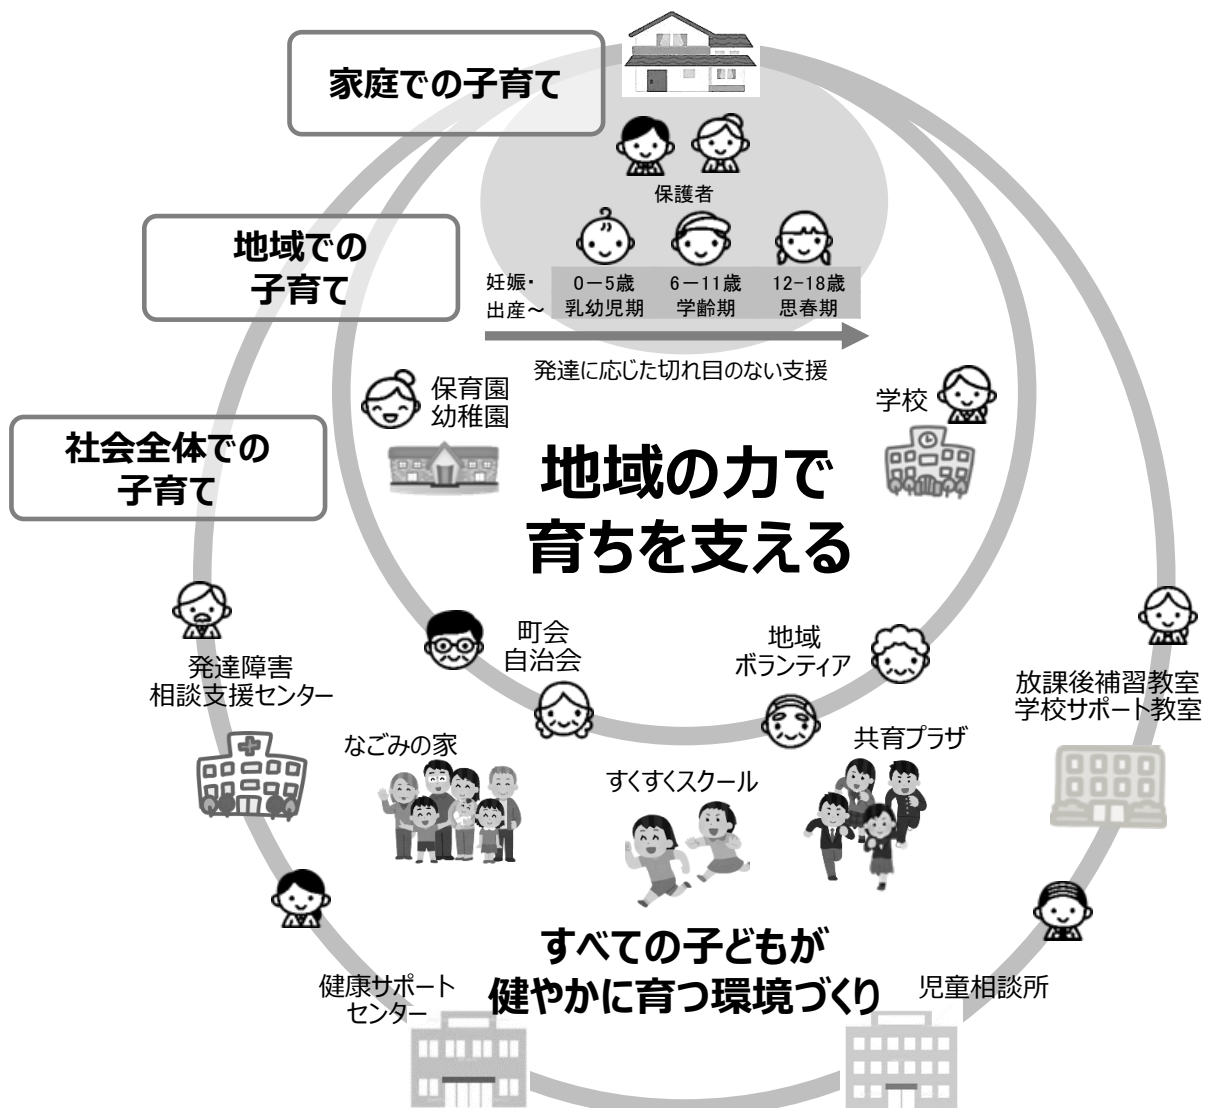 家庭での子育て
保護者
地域での
子育て
妊娠・
出産～
0－5歳
乳幼児期
6－11歳
学齢期
12-18歳
思春期
発達に応じた切れ目のない支援
保育園
幼稚園
学校
社会全体での
子育て
地域の力で
育ちを支える
町会
自治会
地域
ボランティア
発達障害
相談支援センター
放課後補習教室
学校サポート教室
なごみの家
すくすくスクール
共育プラザ
すべての子どもが
健やかに育つ環境づくり
健康サポート
センター
児童相談所